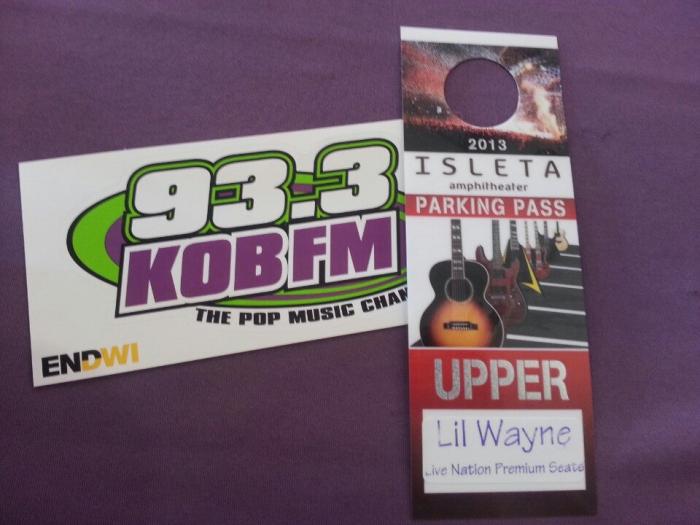 93.3
KOB FM
THE POP MUSIC
ENDWI
2013
ISLETA
amphitheater
PARKING PASS
UPPER
Lil Wayne
Live Nation Premium Seats